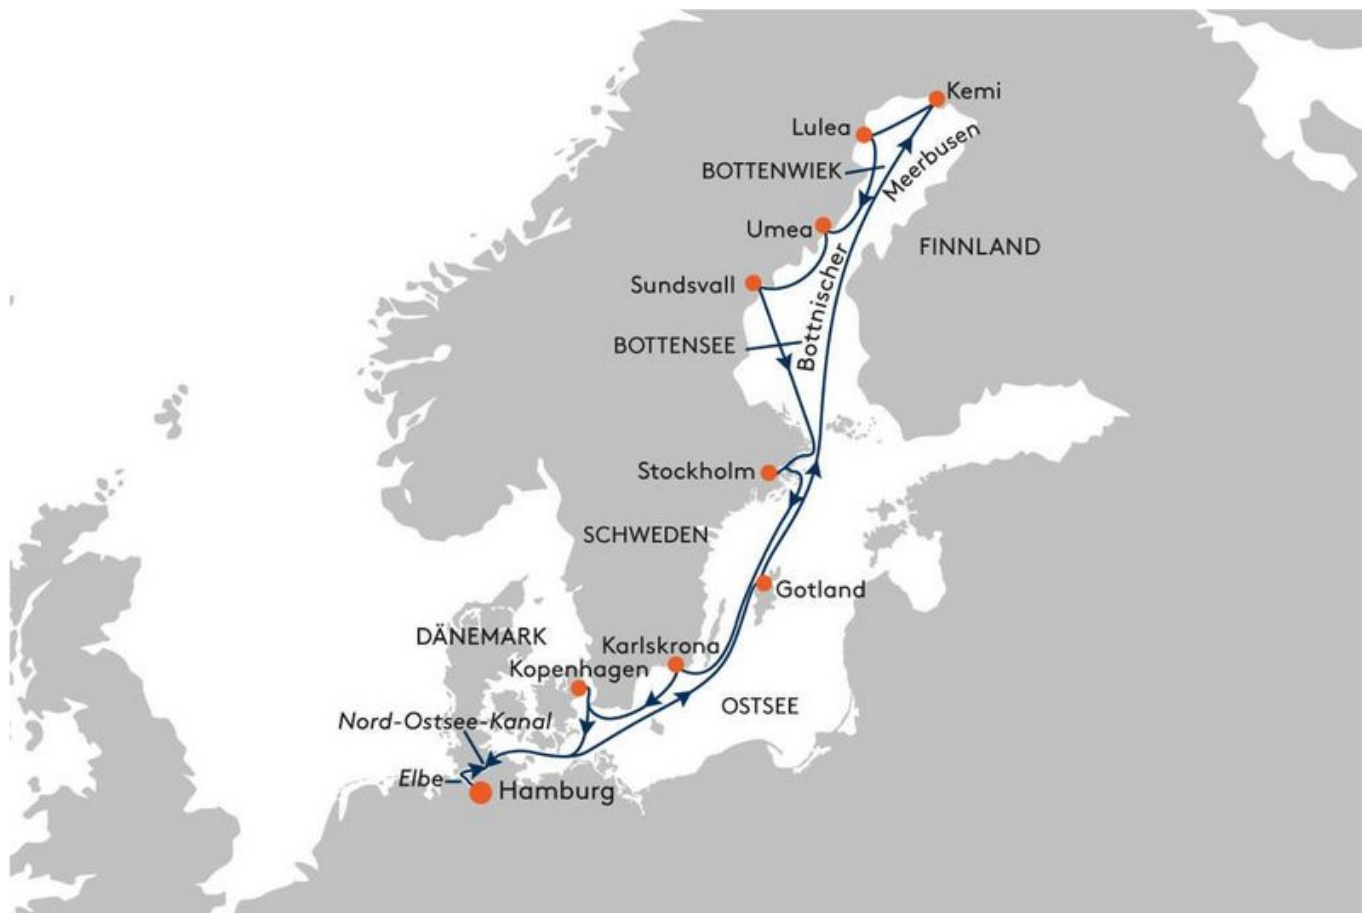 Kemi
Lulea
BOTTENWIEK
Meerbusen
Umea
FINNLAND
Sundsvall
Bottnischer
BOTTENSEE
Stockholm
SCHWEDEN
Gotland
DÄNEMARK
Karlskrona
Kopenhagen
OSTSEE
Nord-Ostsee-Kanal
Elbe
Hamburg